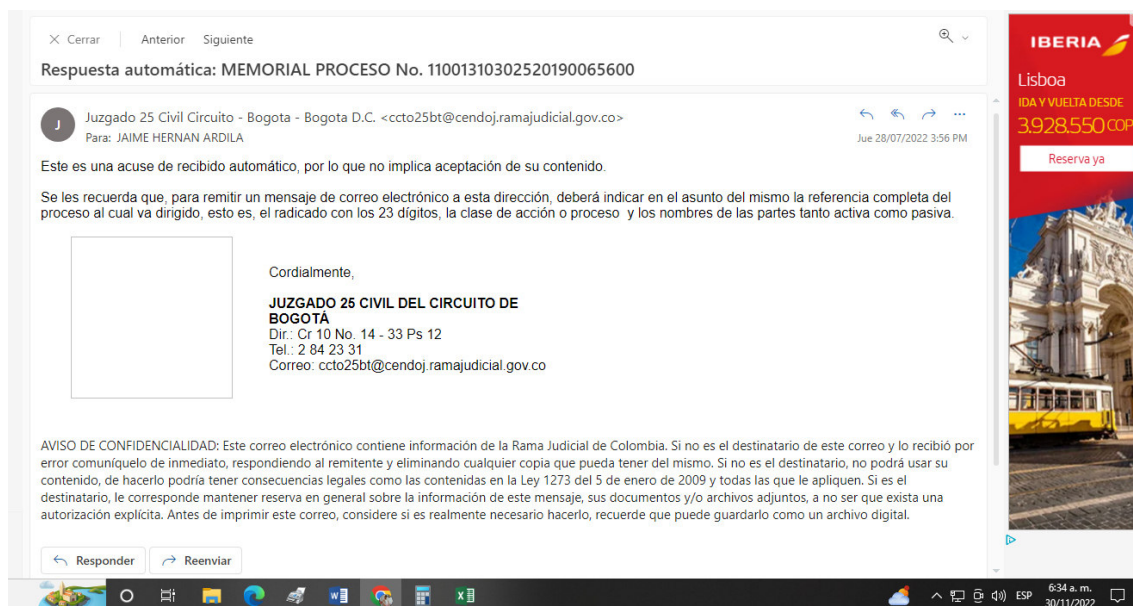 Cerrar Anterior Siguiente
Respuesta automática: MEMORIAL PROCESO No. 11001310302520190065600
J
Juzgado 25 Civil Circuito - Bogota - Bogota D.C. <ccto25bt@cendoj.ramajudicial.gov.co>
Para: JAIME HERNAN ARDILA
Jue 28/07/2022 3:56 PM
Este es una acuse de recibido automático, por lo que no implica aceptación de su contenido.
Se les recuerda que, para remitir un mensaje de correo electrónico a esta dirección, deberá indicar en el asunto del mismo la referencia completa del
proceso al cual va dirigido, esto es, el radicado con los 23 dígitos, la clase de acción o proceso y los nombres de las partes tanto activa como pasiva.
Cordialmente,
JUZGADO 25 CIVIL DEL CIRCUITO DE
BOGOTÁ
Dir.: Cr 10 No. 14 - 33 Ps 12
Tel.: 2 84 23 31
Correo: ccto25bt@cendoj.ramajudicial.gov.co
AVISO DE CONFIDENCIALIDAD: Este correo electrónico contiene información de la Rama Judicial de Colombia. Si no es el destinatario de este correo y lo recibió por
error comuníquelo de inmediato, respondiendo al remitente y eliminando cualquier copia que pueda tener del mismo. Si no es el destinatario, no podrá usar su
contenido, de hacerlo podría tener consecuencias legales como las contenidas en la Ley 1273 del 5 de enero de 2009 y todas las que le apliquen. Si es el
destinatario, le corresponde mantener reserva en general sobre la información de este mensaje, sus documentos y/o archivos adjuntos, a no ser que exista una
autorización explícita. Antes de imprimir este correo, considere si es realmente necesario hacerlo, recuerde que puede guardarlo como un archivo digital.
Responder Reenviar
IBERIA
Lisboa
IDA Y VUELTA DESDE
3.928.550 COP
Reserva ya
ESP
6:34 a. m.
30/11/2022